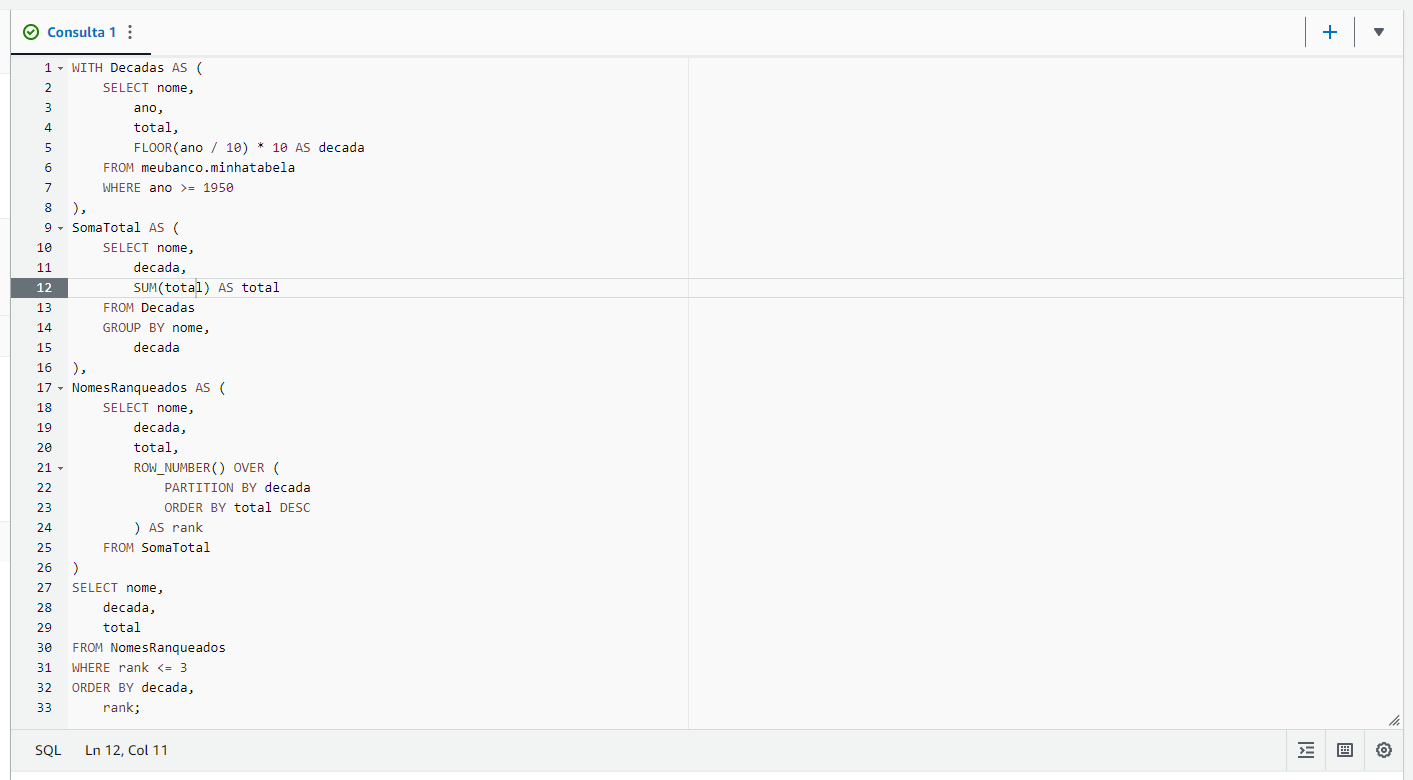 Consulta 1
1 WITH Decadas AS (
2 SELECT nome,
3 ano,
4 total,
5 FLOOR(ano / 10) * 10 AS decada
6 FROM meubanco.minhatabela
7 WHERE ano >= 1950
8 ),
9 SomaTotal AS (
10 SELECT nome,
11 decada,
12 SUM(total) AS total
13 FROM Decadas
14 GROUP BY nome,
15 decada
16 ),
17 NomesRanqueados AS (
18 SELECT nome,
19 decada,
20 total,
21 ROW_NUMBER() OVER (
22 PARTITION BY decada
23 ORDER BY total DESC
24 ) AS rank
25 FROM SomaTotal
26 )
27 SELECT nome,
28 decada,
29 total
30 FROM NomesRanqueados
31 WHERE rank <= 3
32 ORDER BY decada,
33 rank;
SQL Ln 12, Col 11